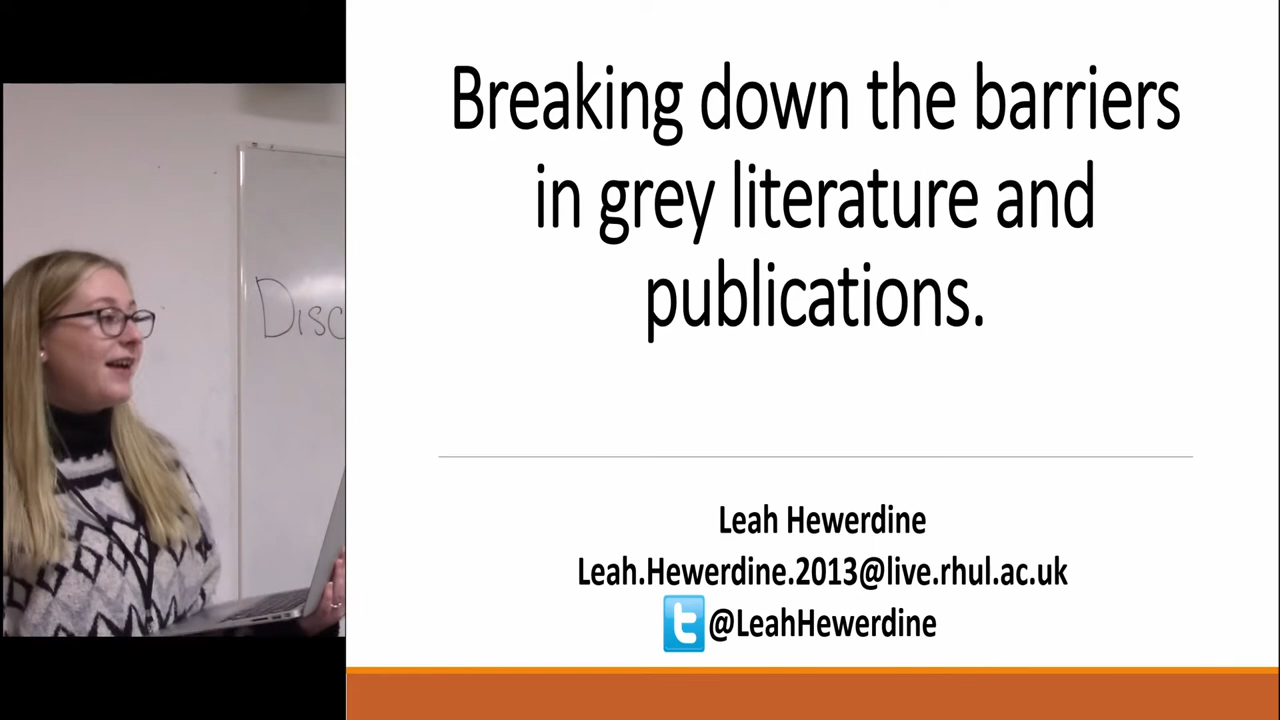 Disc
Breaking down the barriers
in grey literature and
publications.
Leah Hewerdine
Leah.Hewerdine.2013@live.rhul.ac.uk
@LeahHewerdine